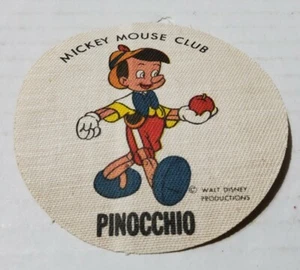 MICKEY MOUSE CLUB
© WALT DISNEY
PRODUCTIONS
PINOCCHIO